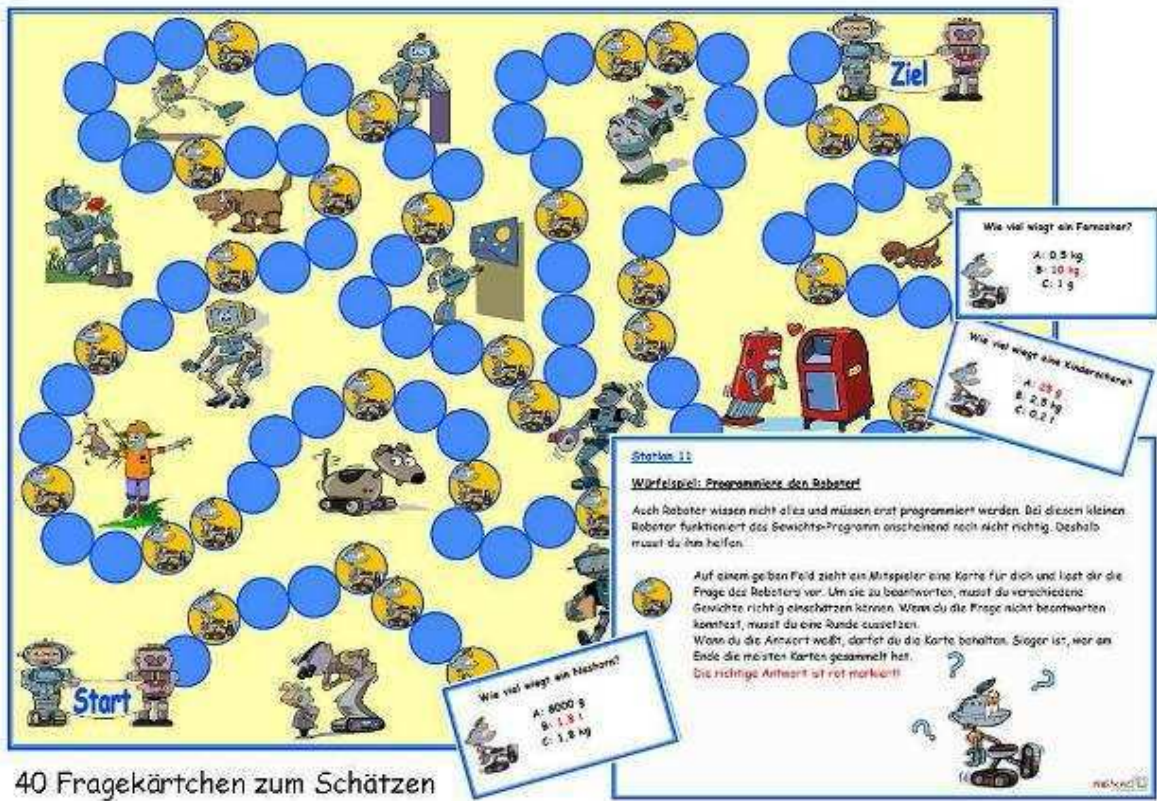 Ziel
Wie viel wiegt ein Fernseher?
A: 0,5 kg
B: 10 kg
C: 1 g
Wie viel wiegt eine Kinderschere?
A: 25 g
B: 2,5 kg
C: 0,2 t
Station 11
Würfelspiel: Programmiere den Roboter!
Auch Roboter wissen nicht alles und müssen erst programmiert werden. Bei diesem kleinen
Roboter funktioniert das Gewichts-Programm anscheinend noch nicht richtig. Deshalb
musst du ihm helfen.
Auf einem gelben Feld zieht ein Mitspieler eine Karte für dich und liest dir die
Frage des Roboters vor. Um sie zu beantworten, musst du verschiedene
Gewichte richtig einschätzen können. Wenn du die Frage nicht beantworten
konntest, musst du eine Runde aussetzen.
Wenn du die Antwort weißt, darfst du die Karte behalten. Sieger ist, wer am
Ende die meisten Karten gesammelt hat.
Die richtige Antwort ist rot markiert!
Start
Wie viel wiegt ein Nashorn?
A: 8000 g
B: 1,8 t
C: 1,8 kg
40 Fragekärtchen zum Schätzen